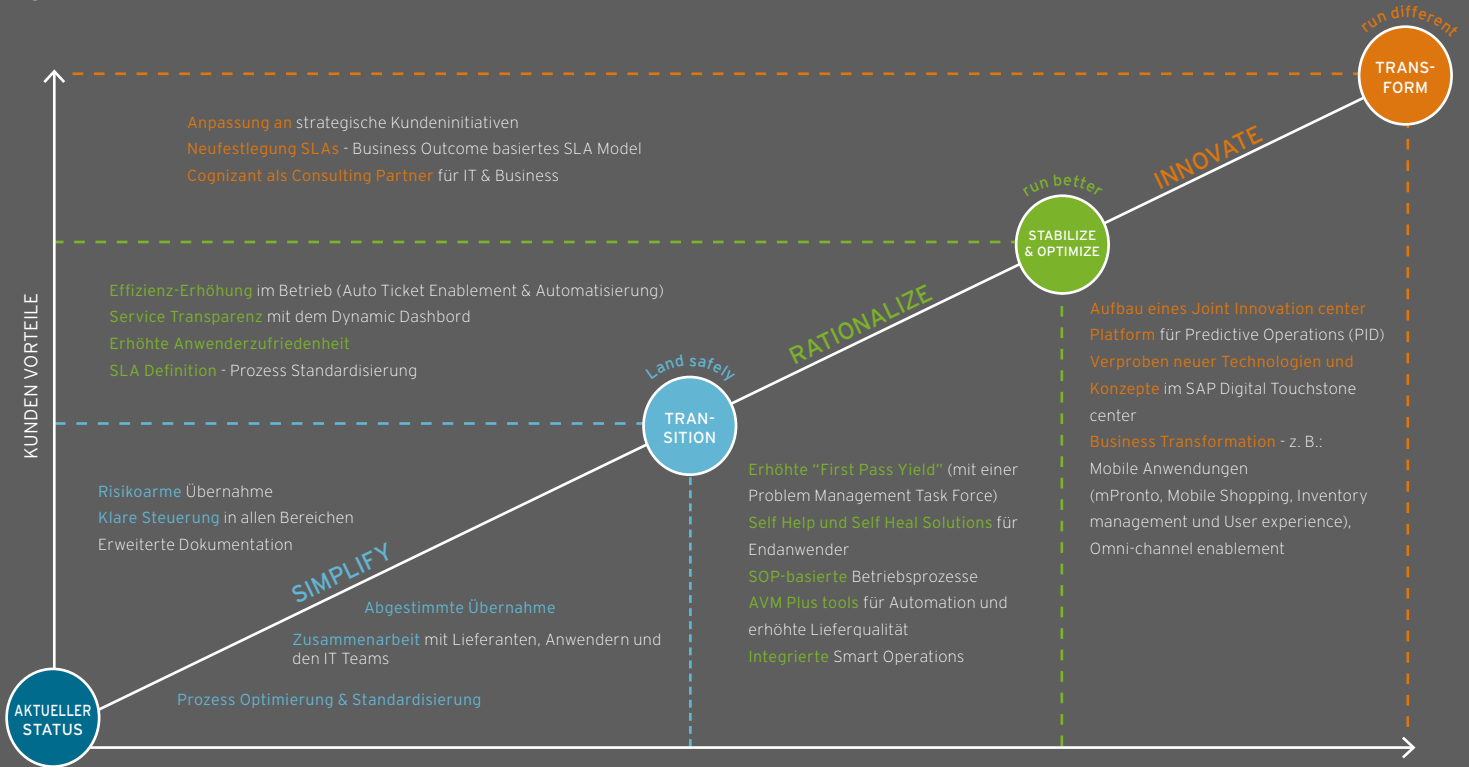 run different
TRANS-
FORM
Anpassung an strategische Kundeninitiativen
Neufestlegung SLAs - Business Outcome basiertes SLA Model
Cognizant als Consulting Partner für IT & Business
INNOVATE
run better
STABILIZE
& OPTIMIZE
KUNDEN VORTEILE
Effizienz-Erhöhung im Betrieb (Auto Ticket Enablement & Automatisierung)
Service Transparenz mit dem Dynamic Dashbord
Erhöhte Anwenderzufriedenheit
SLA Definition - Prozess Standardisierung
RATIONALIZE
Land safely
TRAN-
SITION
Aufbau eines Joint Innovation center
Platform für Predictive Operations (PID)
Verproben neuer Technologien und
Konzepte im SAP Digital Touchstone
center
Business Transformation - z. B.:
Mobile Anwendungen
(mPronto, Mobile Shopping, Inventory
management und User experience),
Omni-channel enablement
Risikoarme Übernahme
Klare Steuerung in allen Bereichen
Erweiterte Dokumentation
SIMPLIFY
Abgestimmte Übernahme
Zusammenarbeit mit Lieferanten, Anwendern und
den IT Teams
Prozess Optimierung & Standardisierung
Erhöhte “First Pass Yield” (mit einer
Problem Management Task Force)
Self Help und Self Heal Solutions für
Endanwender
SOP-basierte Betriebsprozesse
AVM Plus tools für Automation und
erhöhte Lieferqualität
Integrierte Smart Operations
AKTUELLER
STATUS